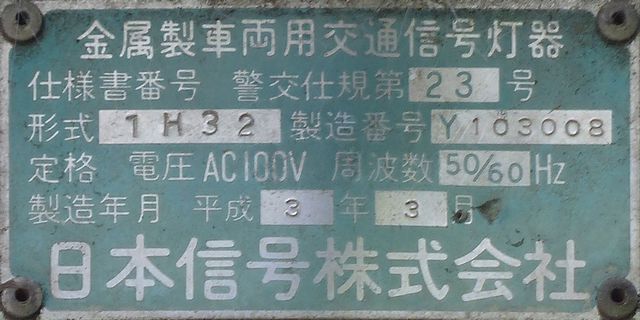 金属製車両用交通信号灯器
仕様書番号 警交仕規第 23 号
形式 1H32 製造番号 Y103008
定格 電圧 AC100V 周波数 50/60 Hz
製造年月 平成 3 年 3 月
日本信号株式会社